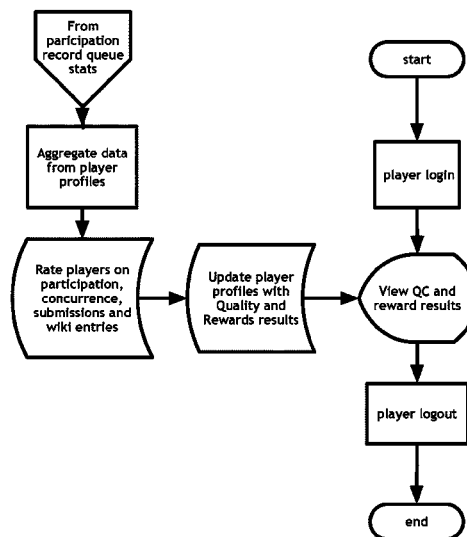 From
paricipation
record queue
stats
Aggregate data
from player
profiles
Rate players on
participation,
concurrence,
submissions and
wiki entries
Update player
profiles with
Quality and
Rewards results
start
player login
View QC and
reward results
player logout
end